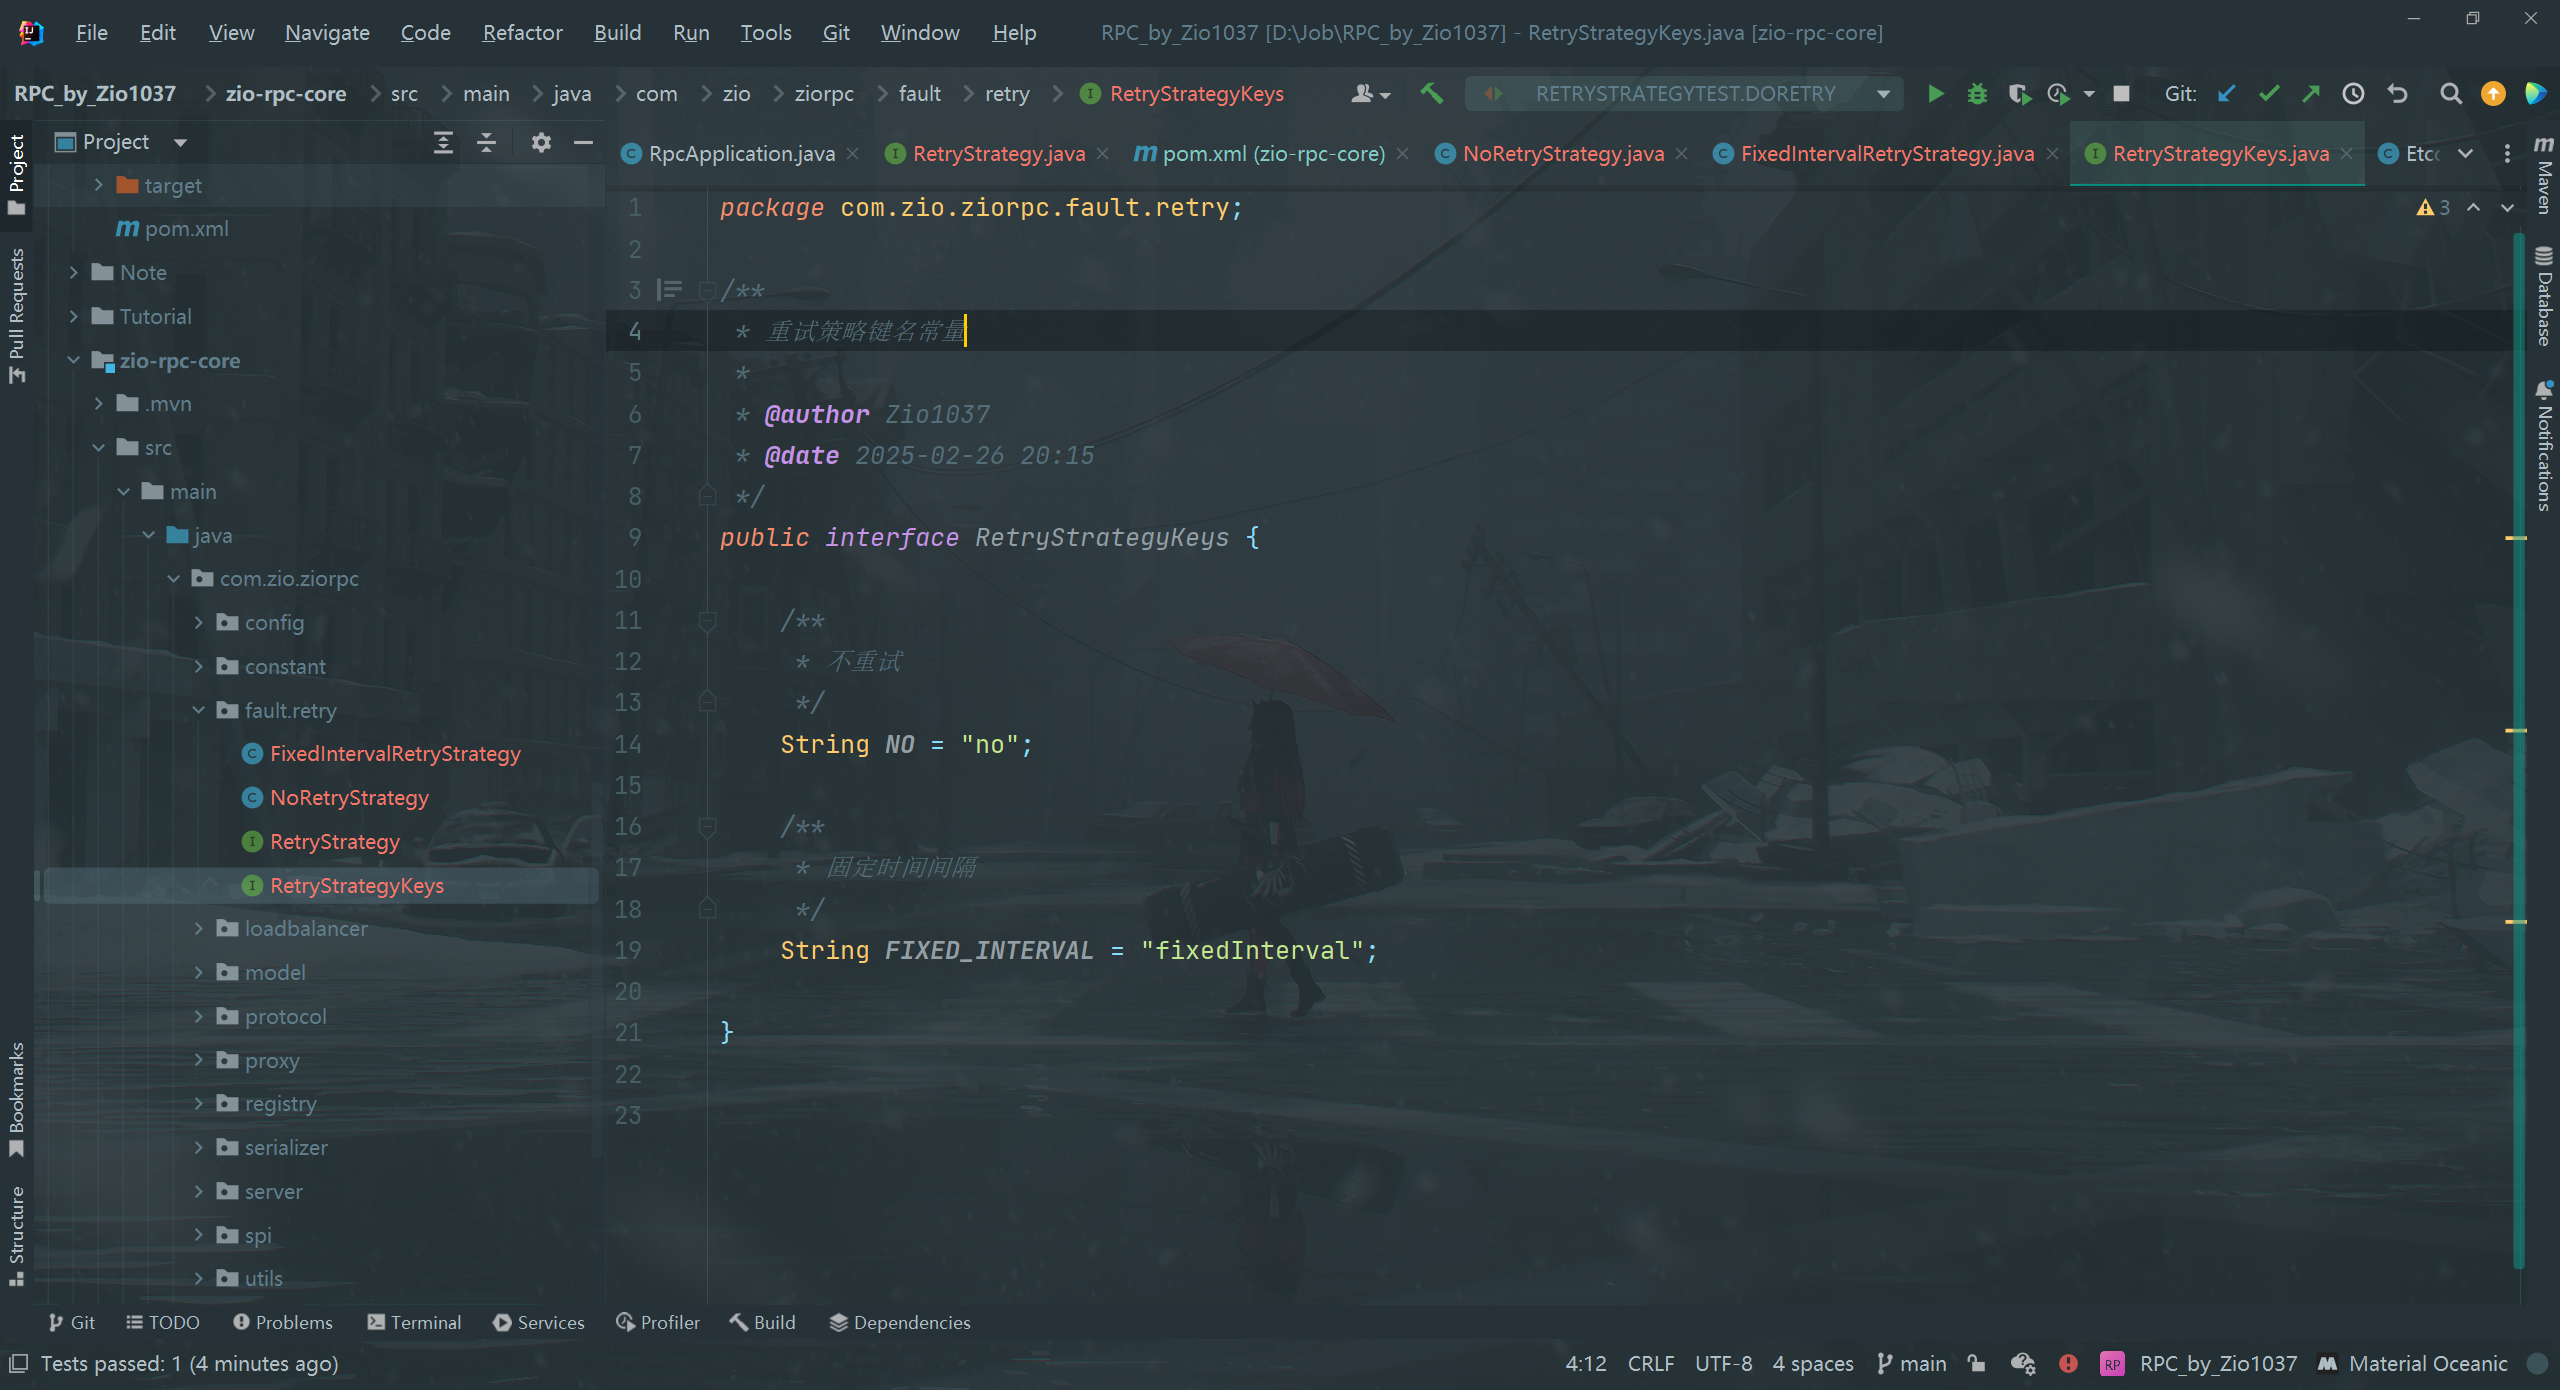 File Edit View Navigate Code Refactor Build Run Tools Git Window Help RPC_by_Zio1037 [D:\Job\RPC_by_Zio1037] - RetryStrategyKeys.java [zio-rpc-core]
RPC_by_Zio1037 zio-rpc-core src main java com zio ziorpc fault retry RetryStrategyKeys RETRYSTRATEGYTEST.DORETRY Git:
Project
RpcApplication.java RetryStrategy.java pom.xml (zio-rpc-core) NoRetryStrategy.java FixedIntervalRetryStrategy.java RetryStrategyKeys.java
Project
Pull Requests
Bookmarks
Structure
target
pom.xml
Note
Tutorial
zio-rpc-core
.mvn
src
main
java
com.zio.ziorpc
config
constant
fault.retry
FixedIntervalRetryStrategy
NoRetryStrategy
RetryStrategy
RetryStrategyKeys
loadbalancer
model
protocol
proxy
registry
serializer
server
spi
utils
3
1 package com.zio.ziorpc.fault.retry;
2
3 /**
4 * 重试策略键名常量
5 *
6 * @author Zio1037
7 * @date 2025-02-26 20:15
8 */
9 public interface RetryStrategyKeys {
10
11 /**
12 * 不重试
13 */
14 String NO = "no";
15
16 /**
17 * 固定时间间隔
18 */
19 String FIXED_INTERVAL = "fixedInterval";
20
21 }
22
23
Maven
Database
Notifications
Git TODO Problems Terminal Services Profiler Build Dependencies
Tests passed: 1 (4 minutes ago) 4:12 CRLF UTF-8 4 spaces main RP RPC_by_Zio1037 Material Oceanic